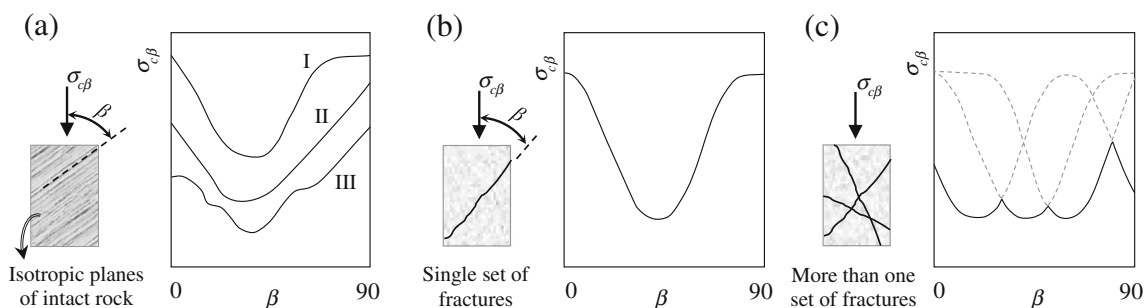 (a)
σcβ
β
Isotropic planes
of intact rock
σcβ
I
II
III
0 β 90
(b)
σcβ
β
Single set of
fractures
σcβ
0 β 90
(c)
σcβ
More than one
set of fractures
σcβ
0 β 90